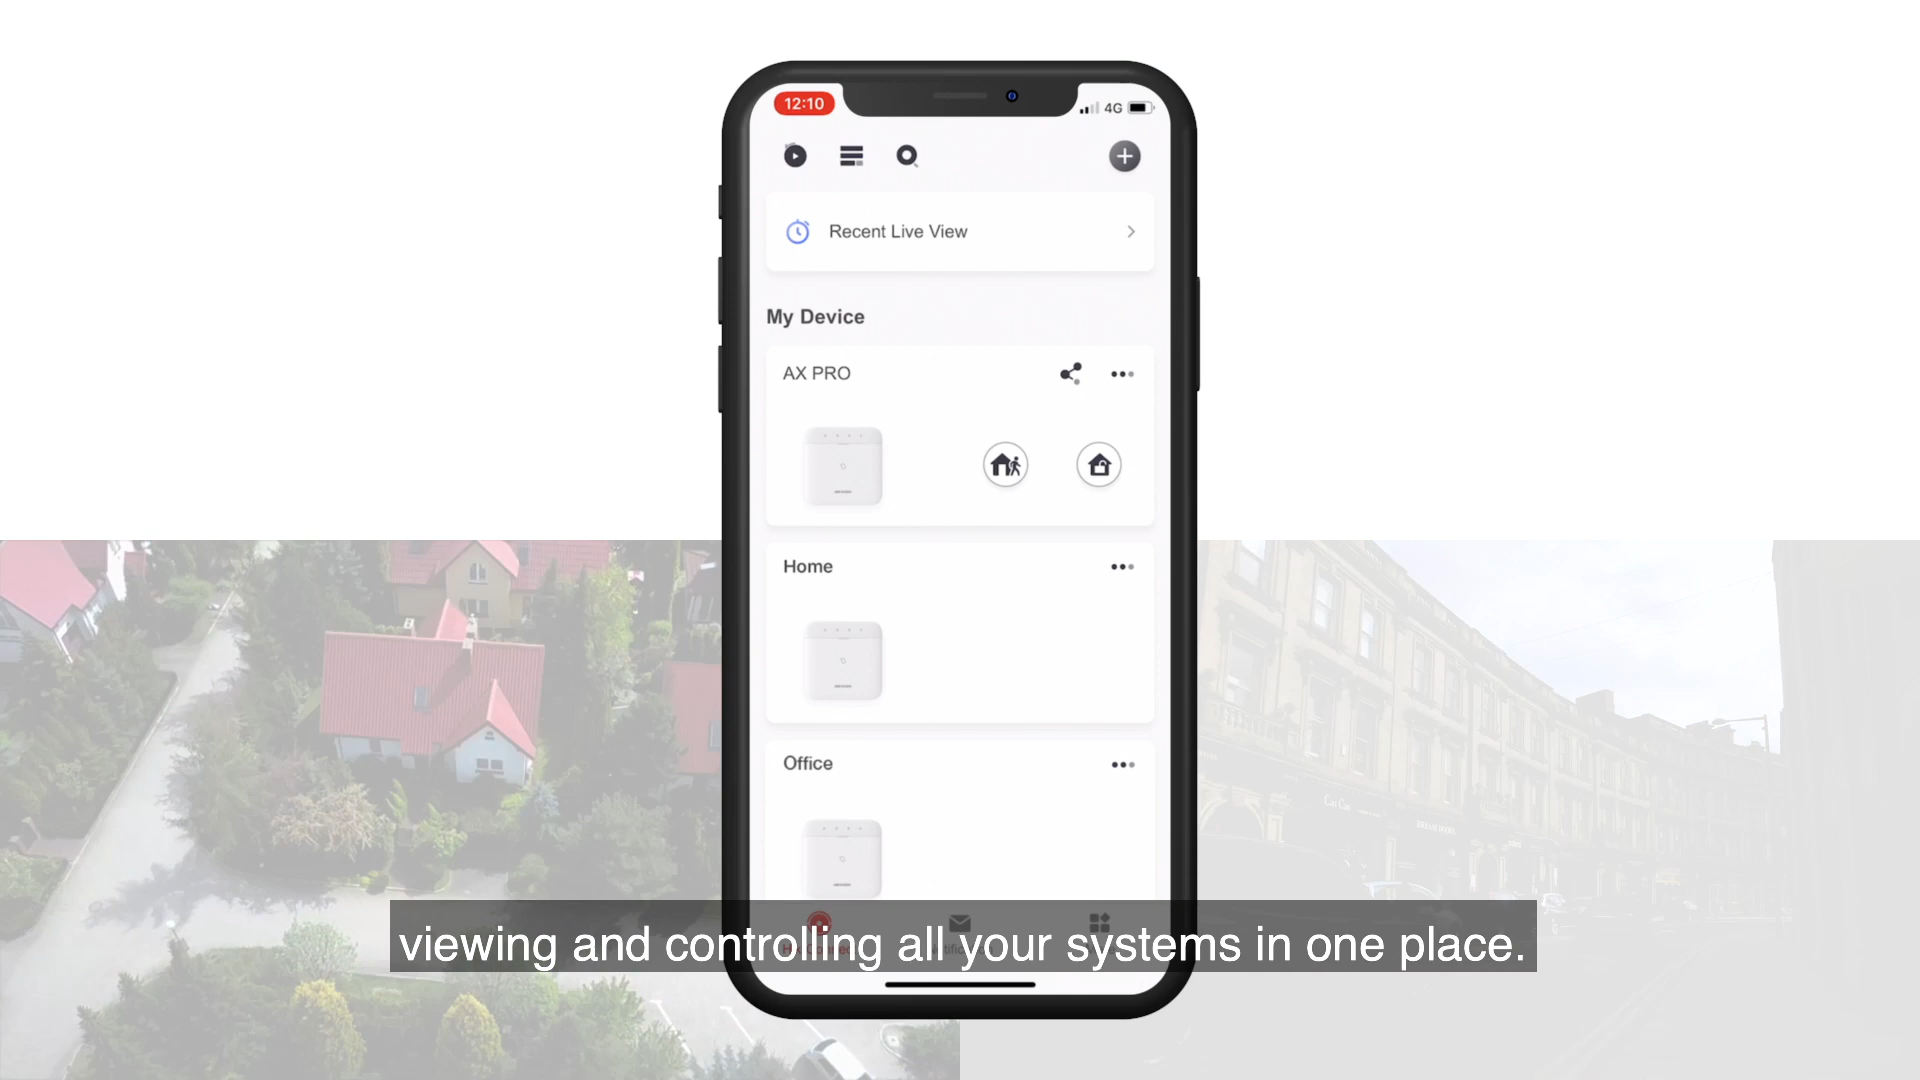 12:10
4G
Recent Live View
My Device
AX PRO
Home
Office
viewing and controlling all your systems in one place.